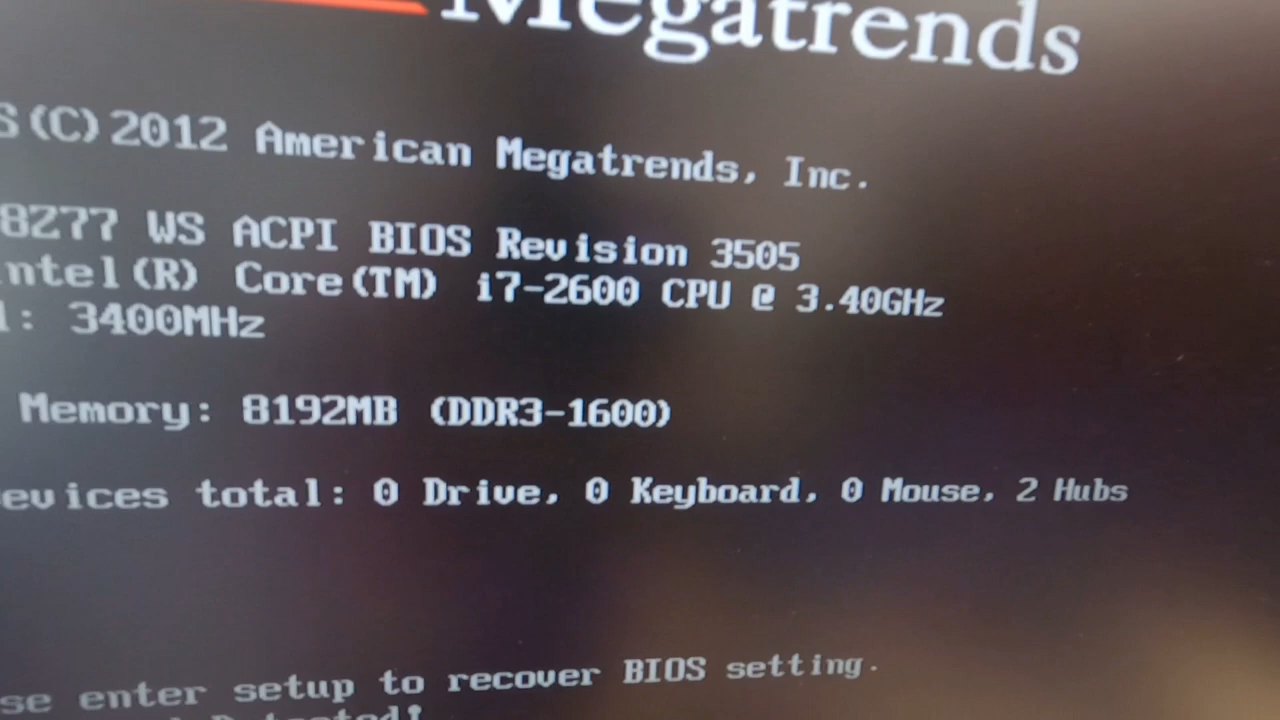 Megatrends
S(C)2012 American Megatrends, Inc.
8Z77 WS ACPI BIOS Revision 3505
ntel(R) Core(TM) i7-2600 CPU @ 3.40GHz
l: 3400MHz
Memory: 8192MB (DDR3-1600)
evices total: 0 Drive, 0 Keyboard, 0 Mouse, 2 Hubs
se enter setup to recover BIOS setting.
Detected!